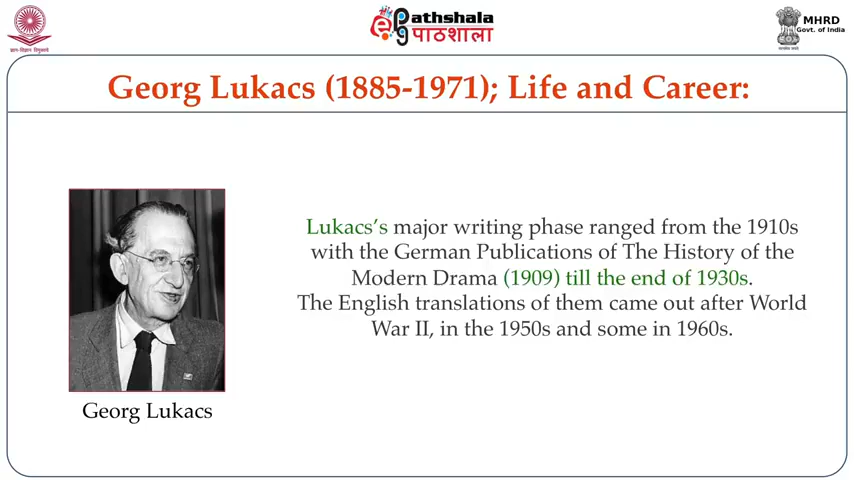 ज्ञान-विज्ञान विमुक्तये
e-Pathshala
पाठशाला
MHRD
Govt. of India
Georg Lukacs (1885-1971); Life and Career:
Lukacs's major writing phase ranged from the 1910s
with the German Publications of The History of the
Modern Drama (1909) till the end of 1930s.
The English translations of them came out after World
War II, in the 1950s and some in 1960s.
Georg Lukacs